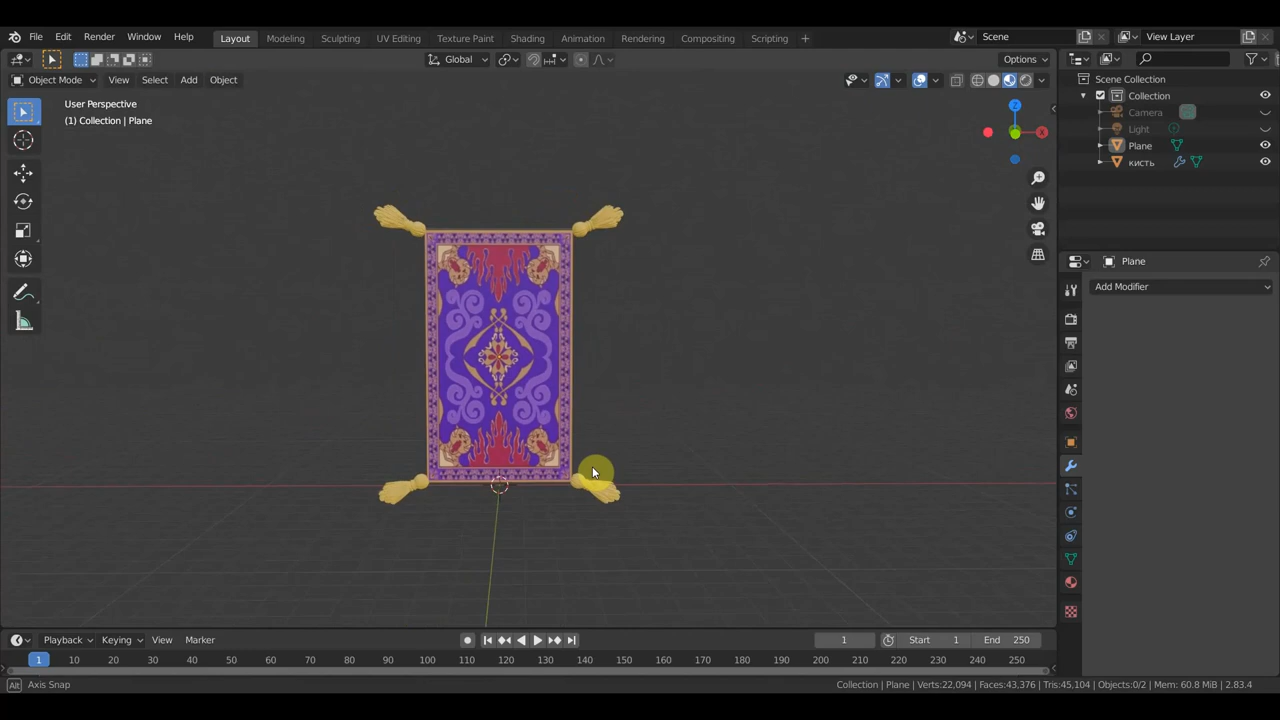 File Edit Render Window Help
Layout Modeling Sculpting UV Editing Texture Paint Shading Animation Rendering Compositing Scripting +
Scene
View Layer
Global
Options
Object Mode View Select Add Object
User Perspective
(1) Collection | Plane
X
Z
Scene Collection
Collection
Camera
Light
Plane
кисть
Plane
Add Modifier
Playback Keying View Marker
1
Start 1
End 250
1 10 20 30 40 50 60 70 80 90 100 110 120 130 140 150 160 170 180 190 200 210 220 230 240 250
Alt Axis Snap
Collection | Plane | Verts:22,094 | Faces:43,376 | Tris:45,104 | Objects:0/2 | Mem: 60.8 MiB | 2.83.4